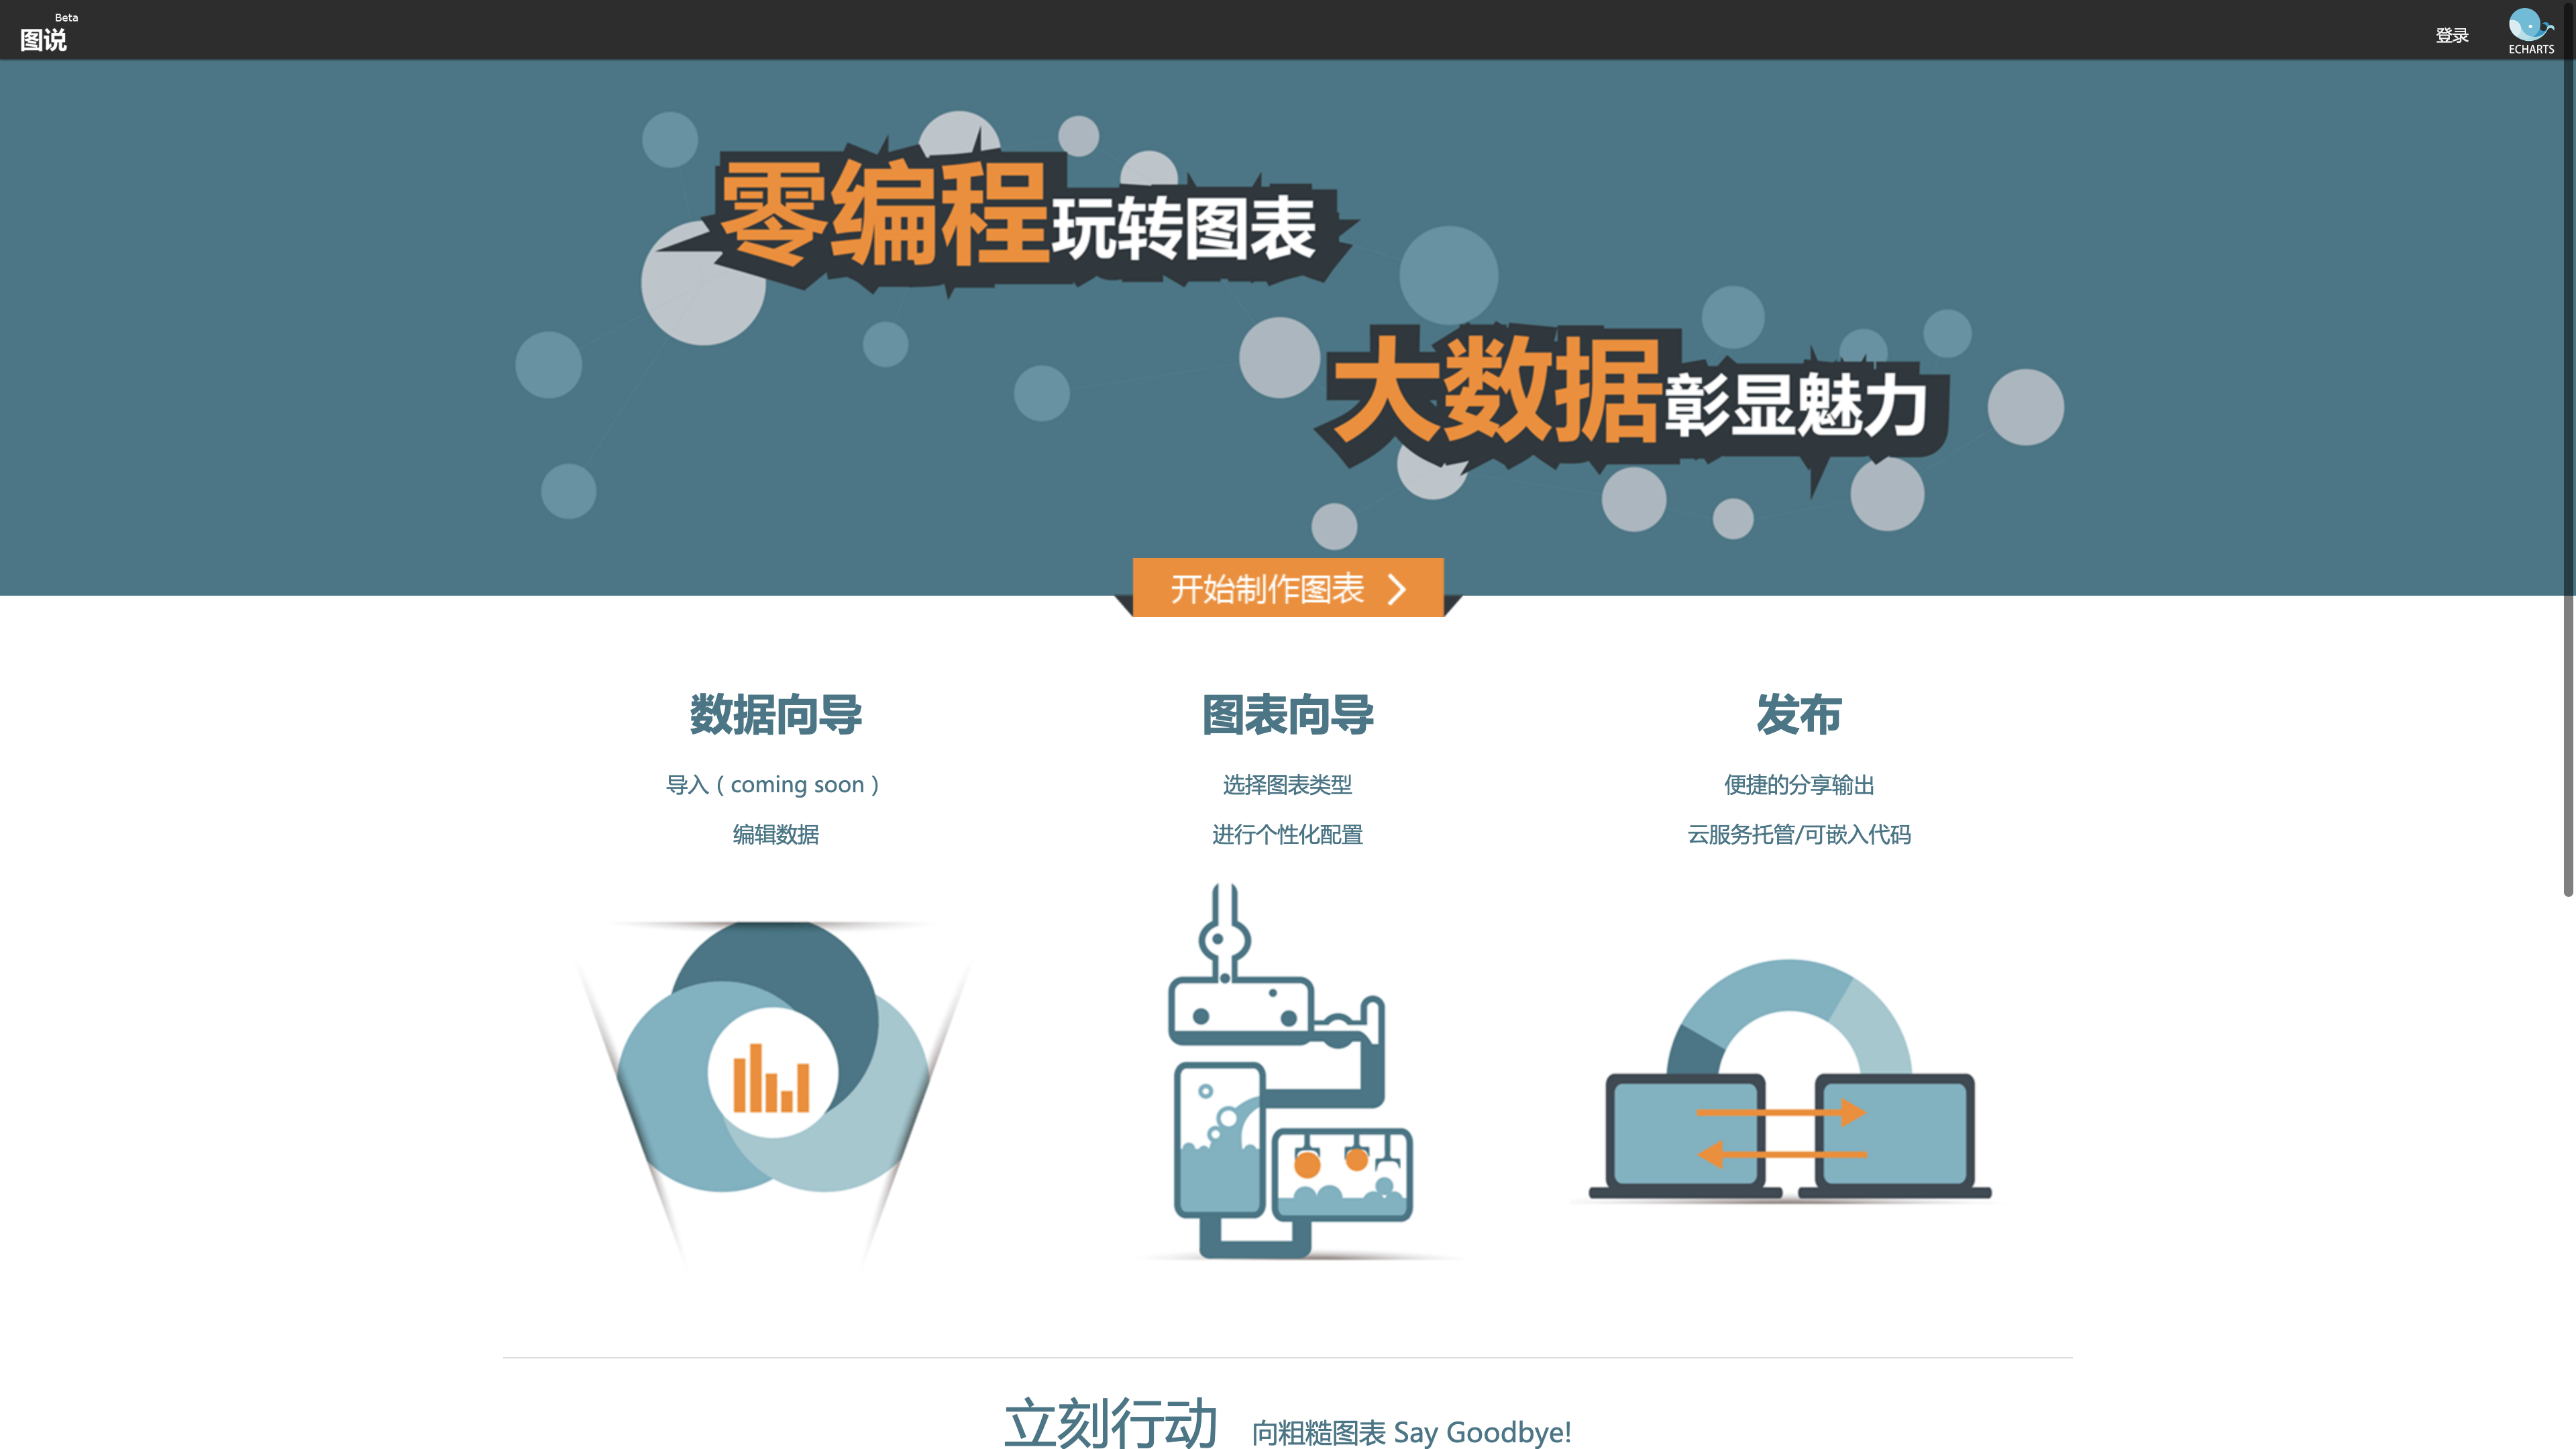 Beta
图说
登录
ECHARTS
零编程玩转图表
大数据彰显魅力
开始制作图表
数据向导
导入（coming soon）
编辑数据
图表向导
选择图表类型
进行个性化配置
发布
便捷的分享输出
云服务托管/可嵌入代码
立刻行动 向粗糙图表 Say Goodbye!